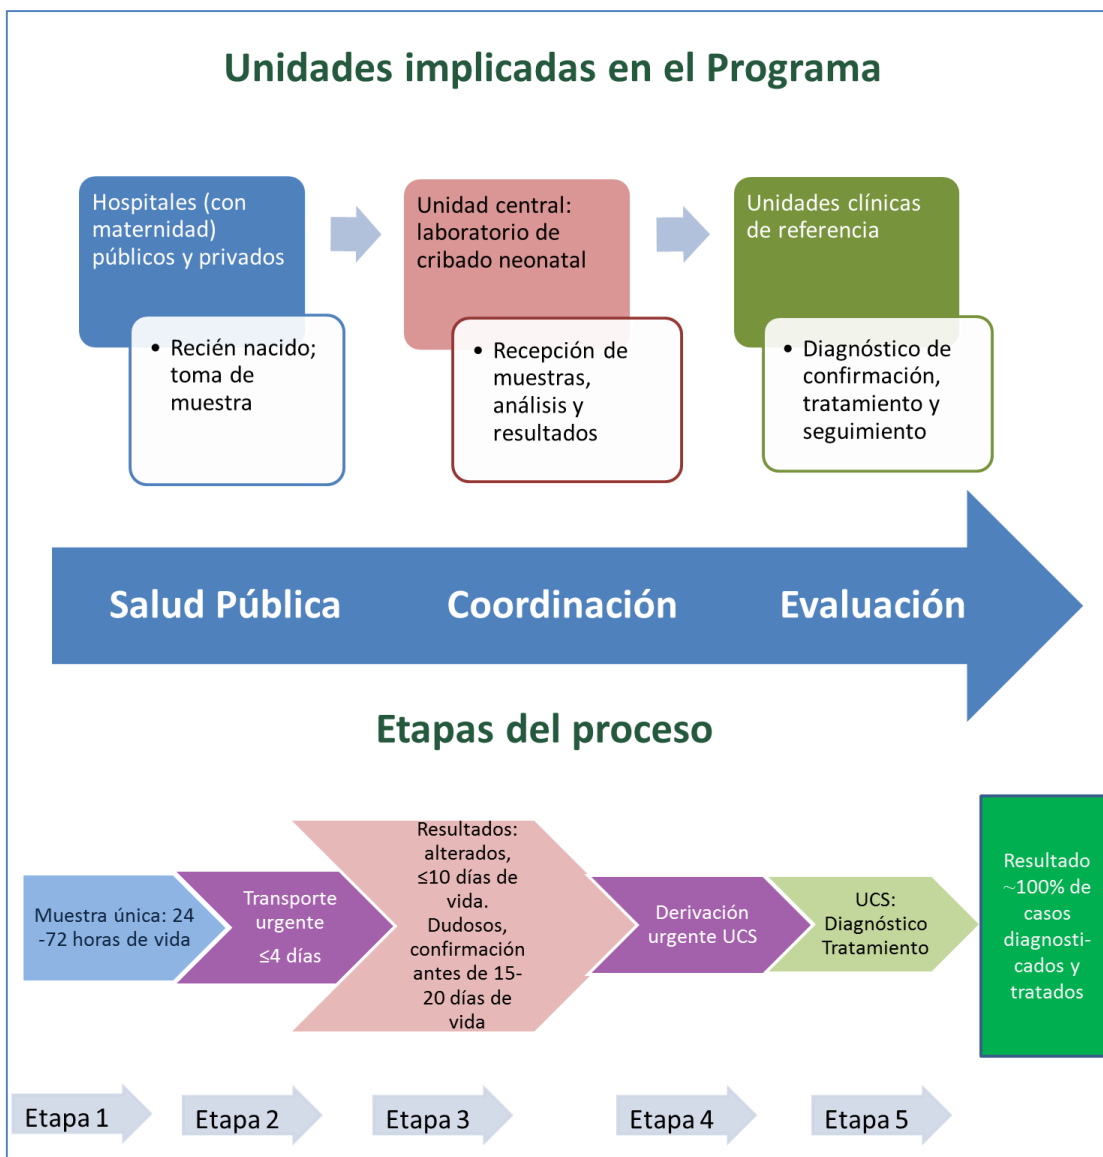 Unidades implicadas en el Programa
Hospitales (con
maternidad)
públicos y privados
• Recién nacido;
toma de
muestra
Unidad central:
laboratorio de
cribado neonatal
• Recepción de
muestras,
análisis y
resultados
Unidades clínicas
de referencia
• Diagnóstico de
confirmación,
tratamiento y
seguimiento
Salud Pública
Coordinación
Evaluación
Etapas del proceso
Muestra única: 24
-72 horas de vida
Transporte
urgente
≤4 días
Resultados:
alterados,
≤10 días de
vida.
Dudosos,
confirmación
antes de 15-
20 días de
vida
Derivación
urgente UCS
UCS:
Diagnóstico
Tratamiento
Resultado
~100% de
casos
diagnosti-
cados y
tratados
Etapa 1
Etapa 2
Etapa 3
Etapa 4
Etapa 5